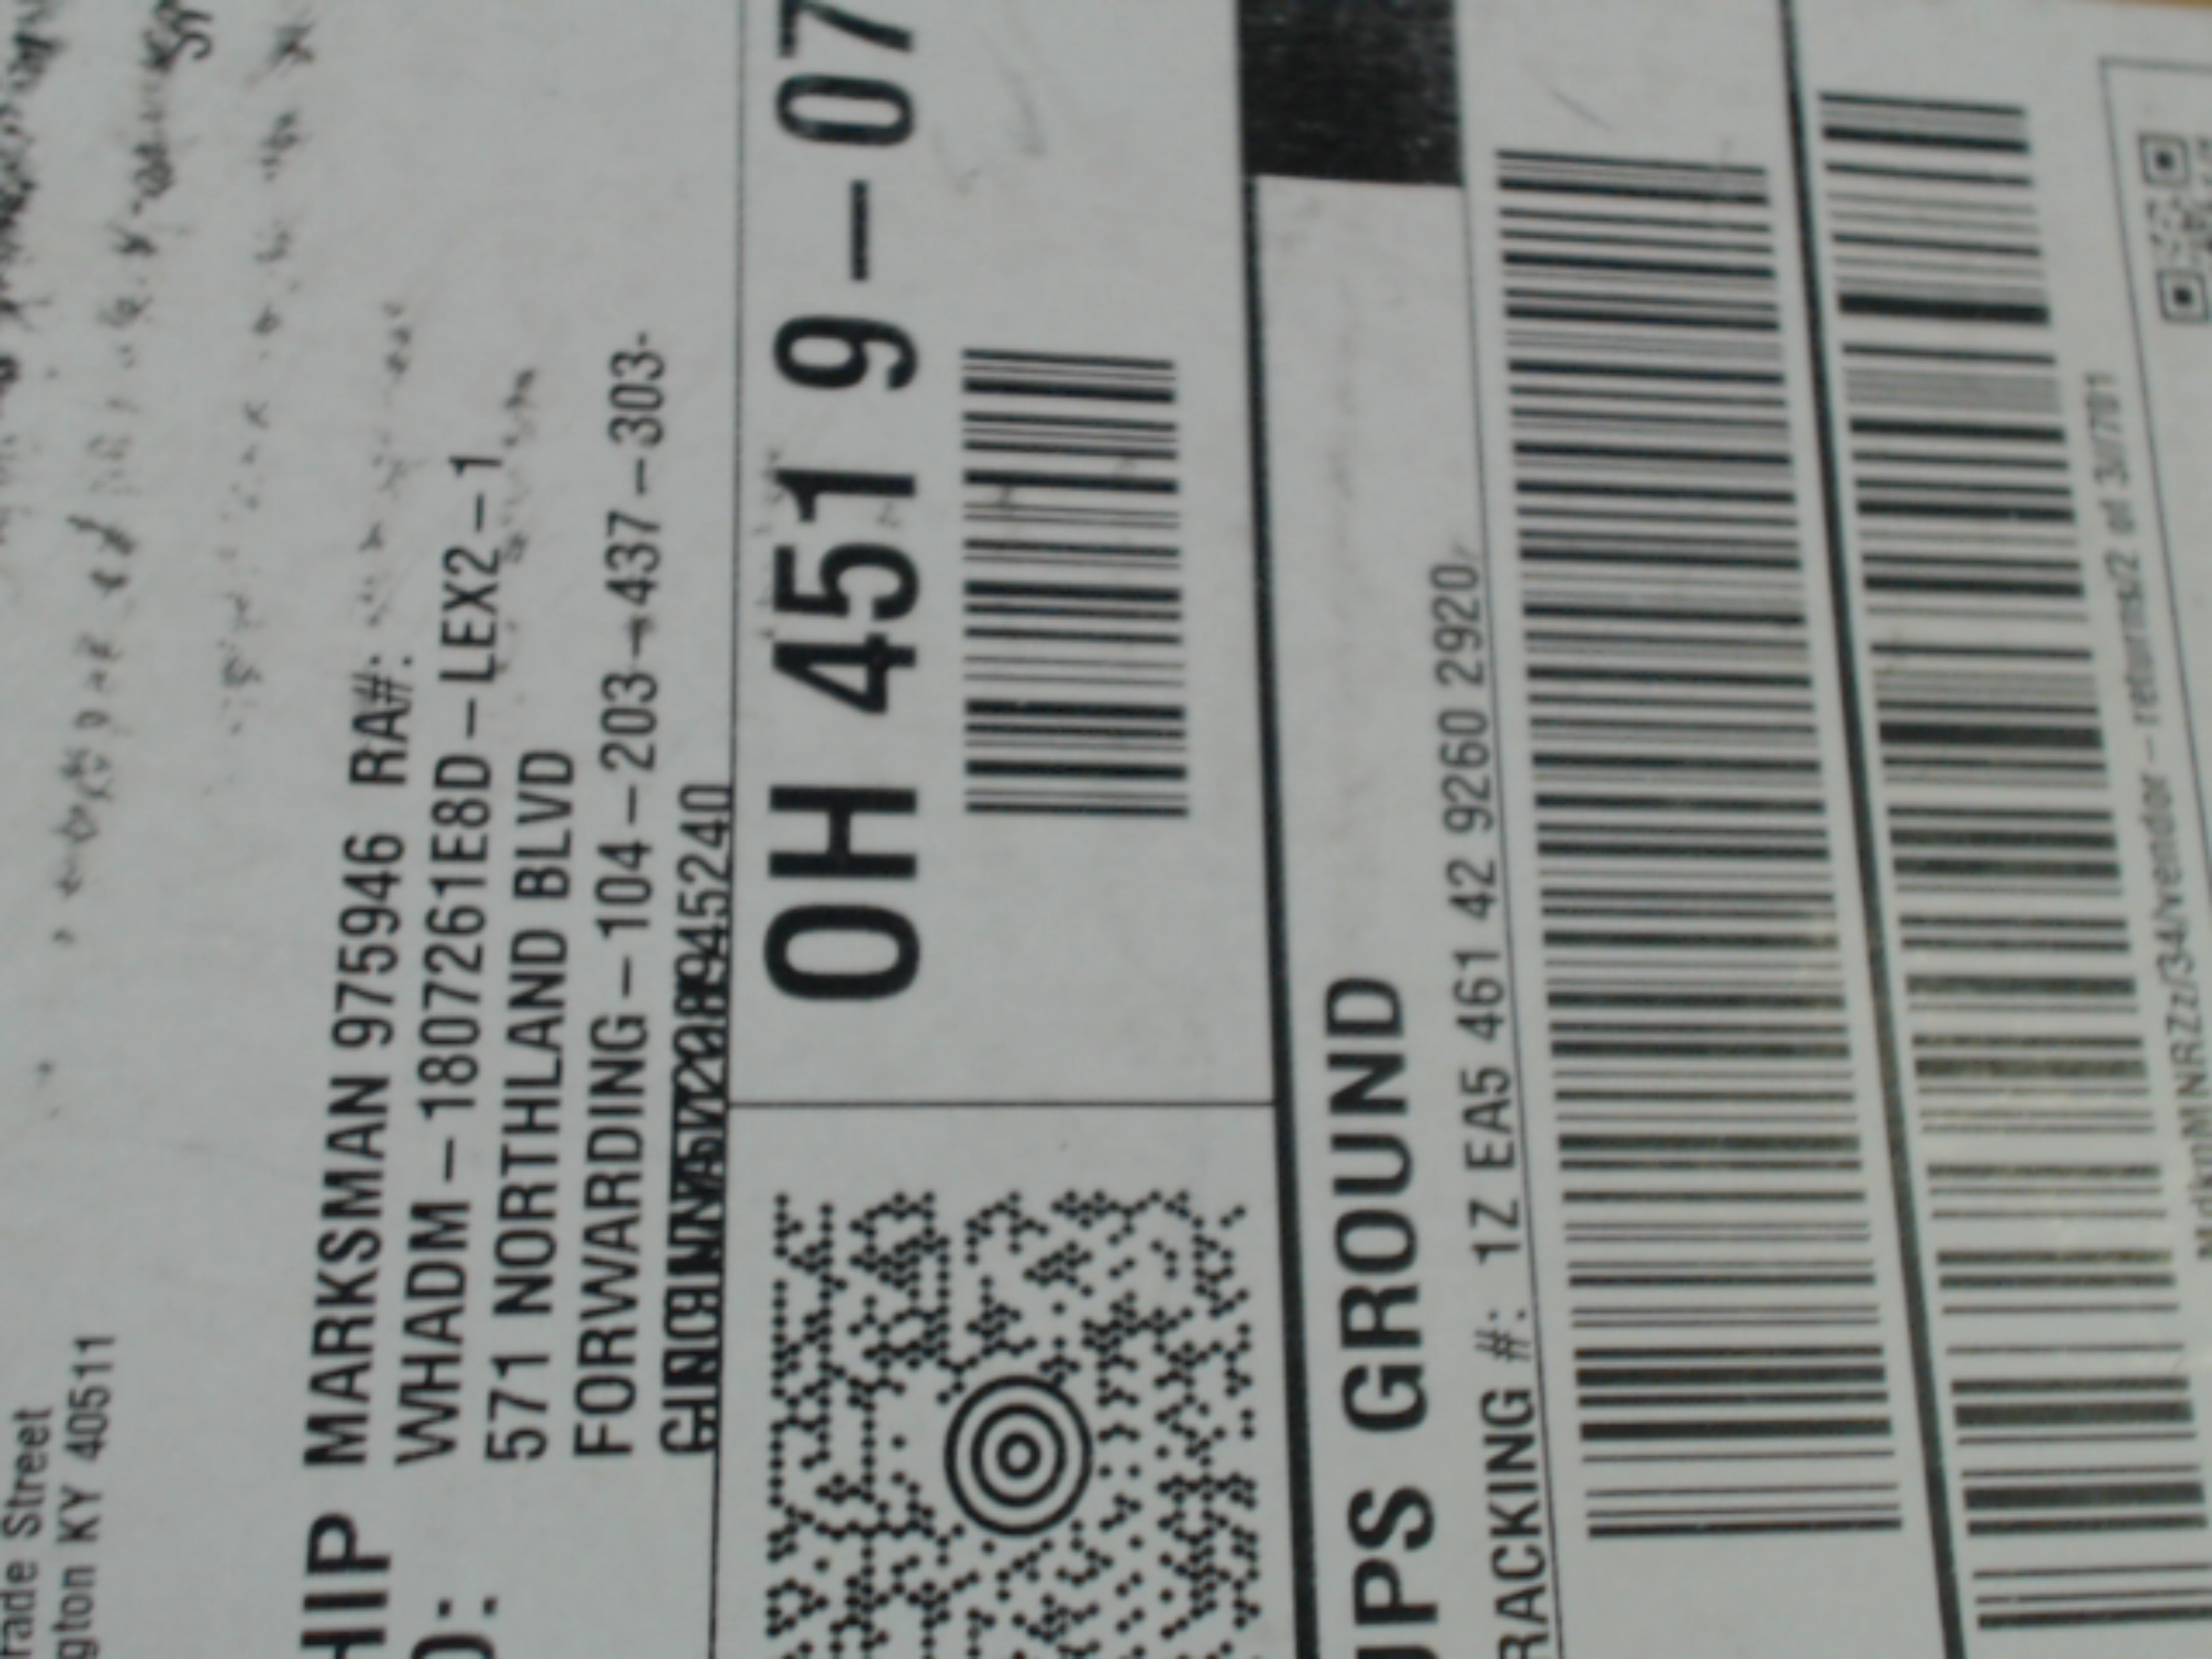 rade Street
gton KY 40511
HIP MARKSMAN 975946 RA#:
WHADM-1807261E8D-LEX2-1
571 NORTHLAND BLVD
FORWARDING-104-203-437-303-
45240
OH 451 9-07
UPS GROUND
RACKING #: 1Z EA5 461 42 9260 2920